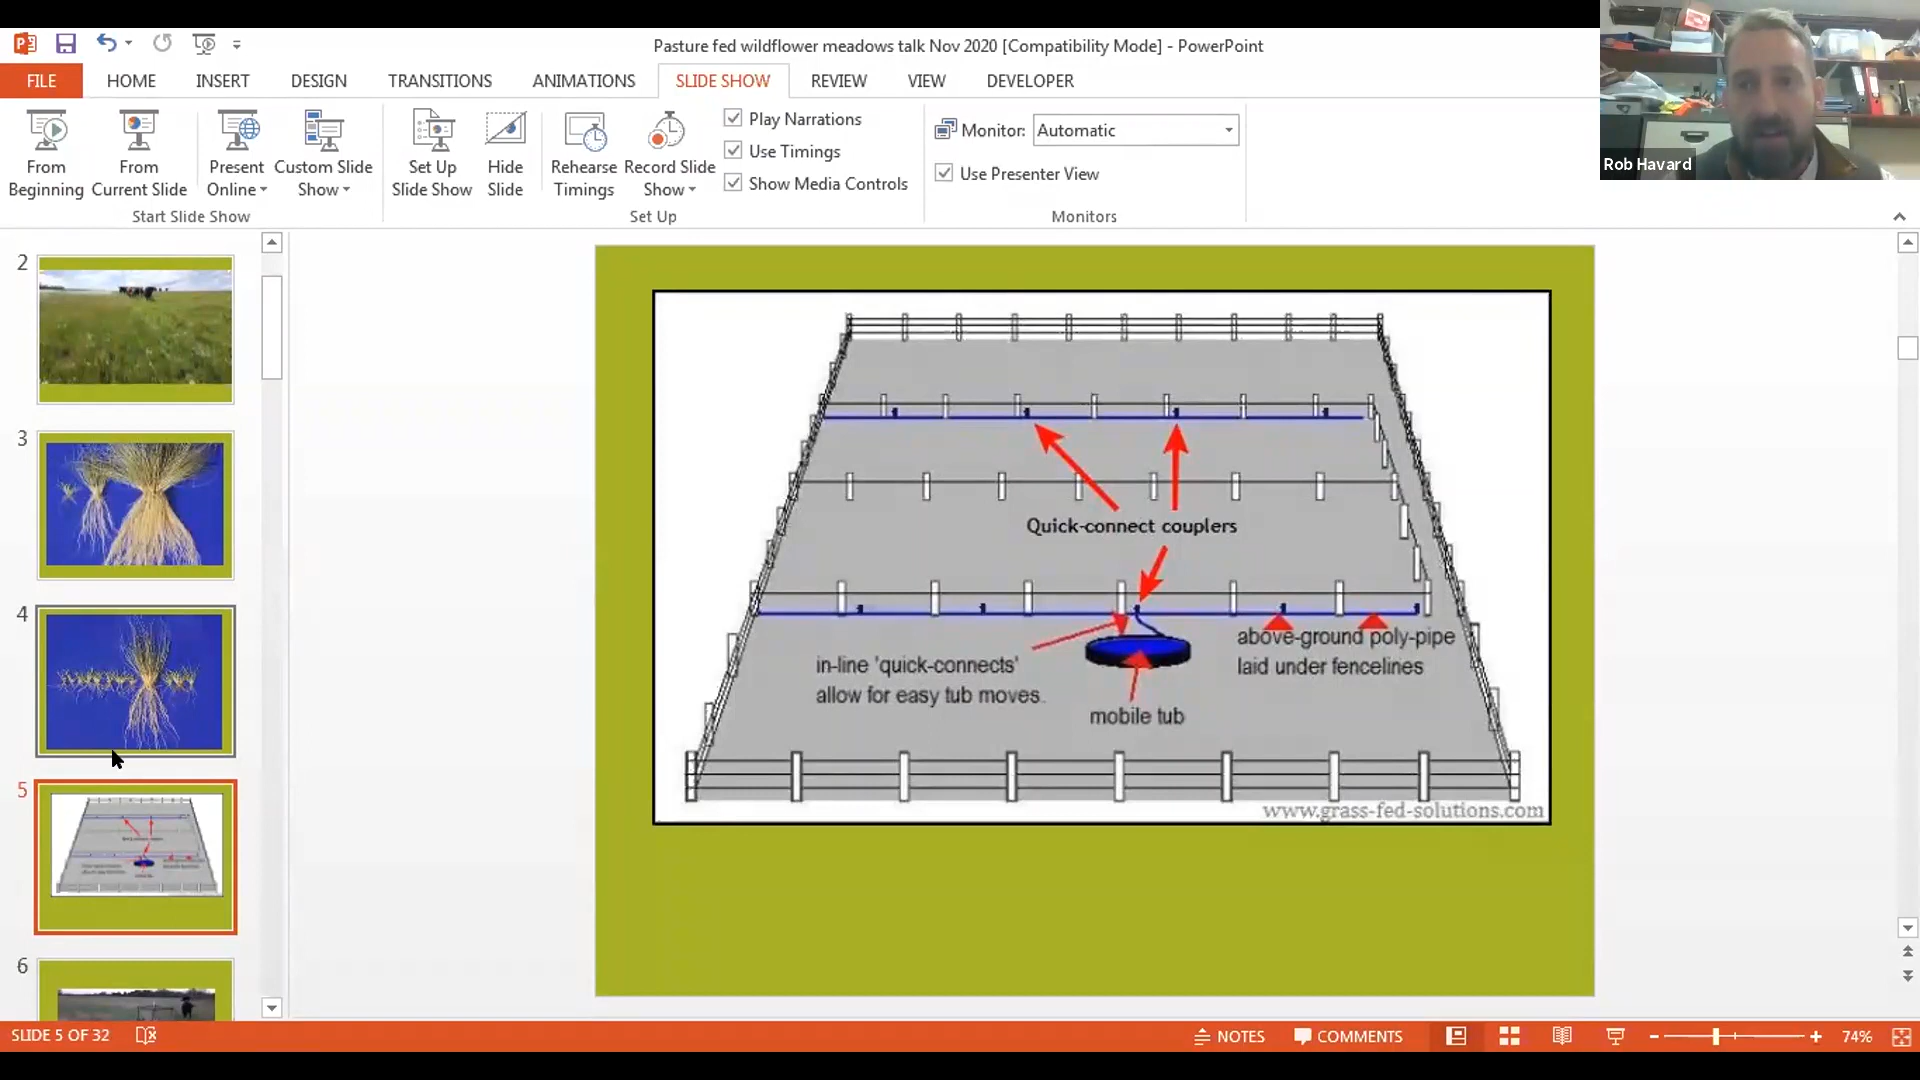 Pasture fed wildflower meadows talk Nov 2020 [Compatibility Mode] - PowerPoint
FILE
HOME
INSERT
DESIGN
TRANSITIONS
ANIMATIONS
SLIDE SHOW
REVIEW
VIEW
DEVELOPER
From
Beginning
From
Current Slide
Present
Online
Custom Slide
Show
Set Up
Slide Show
Hide
Slide
Rehearse
Timings
Record Slide
Show
Play Narrations
Use Timings
Show Media Controls
Monitor: Automatic
Use Presenter View
Start Slide Show
Set Up
Monitors
Rob Havard
2
3
4
5
6
Quick-connect couplers
in-line 'quick-connects'
allow for easy tub moves.
mobile tub
above-ground poly-pipe
laid under fencelines
www.grass-fed-solutions.com
SLIDE 5 OF 32
NOTES
COMMENTS
74%